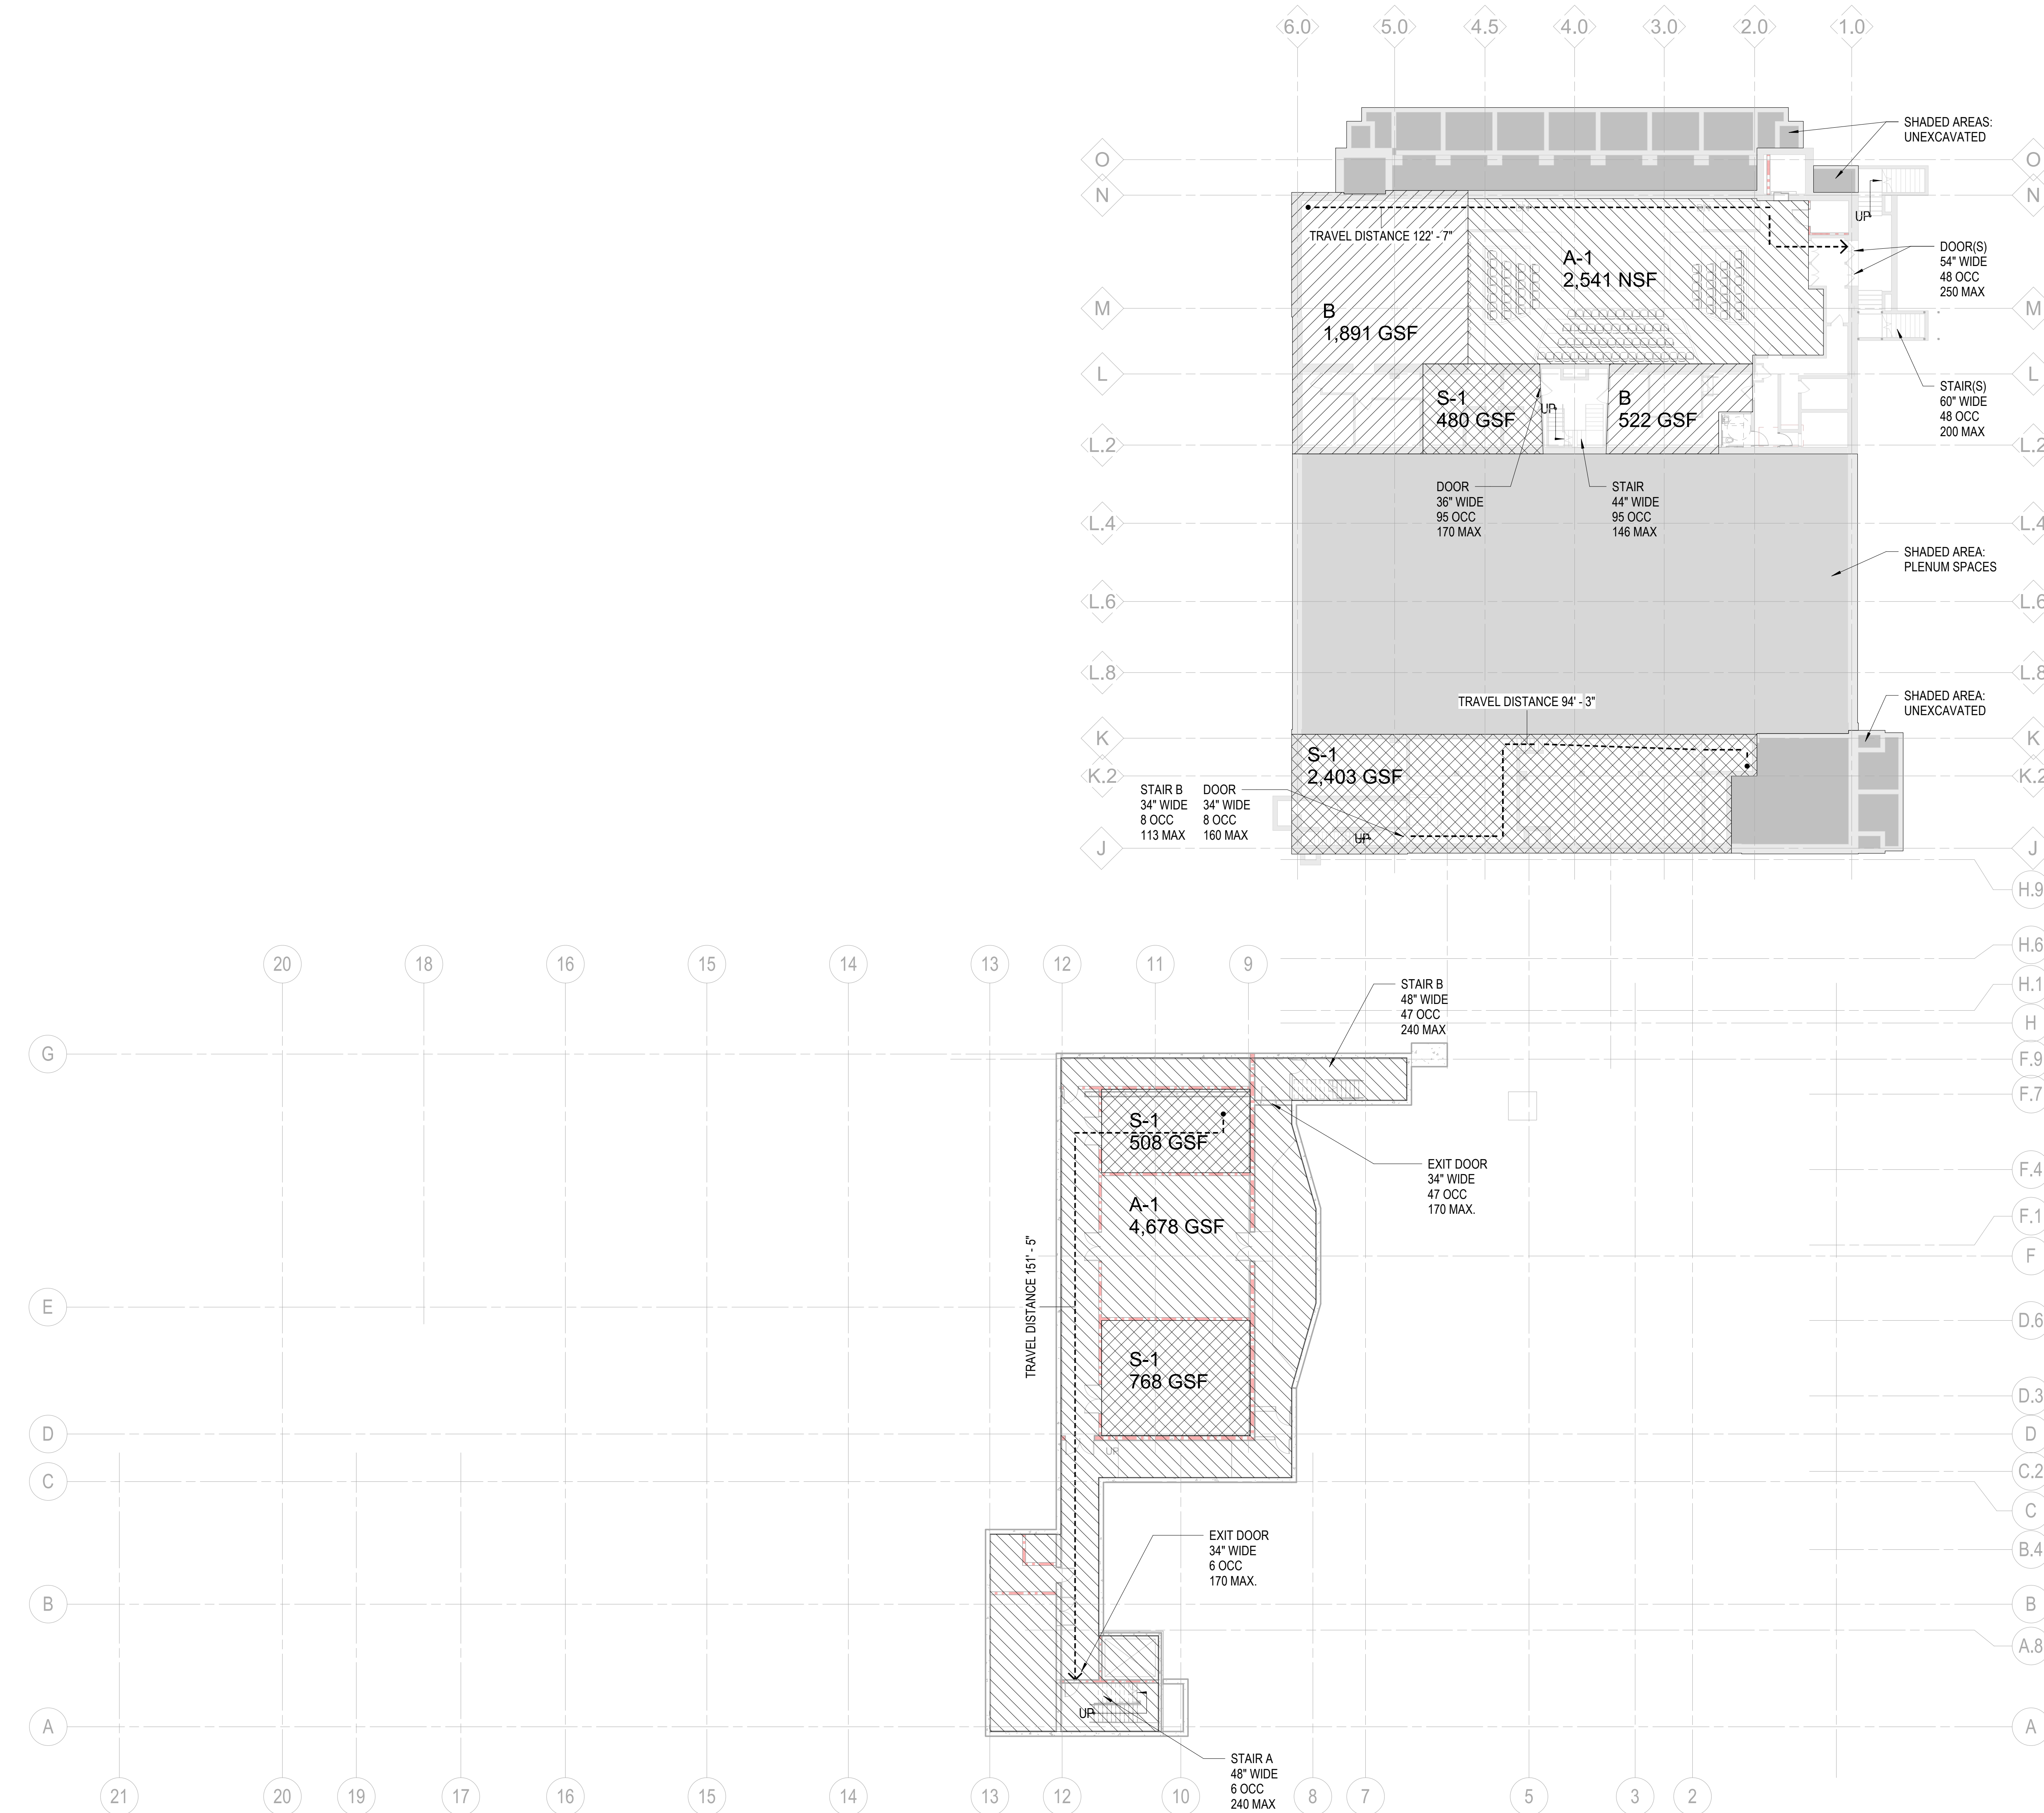 6.0
5.0
4.5
4.0
3.0
2.0
1.0
SHADED AREAS:
UNEXCAVATED
O
O
N
N
UP
TRAVEL DISTANCE 122' - 7"
DOOR(S)
54" WIDE
48 OCC
250 MAX
A-1
2,541 NSF
M
M
B
1,891 GSF
L
L
STAIR(S)
60" WIDE
48 OCC
200 MAX
S-1
480 GSF
UP
B
522 GSF
L.2
L.2
DOOR
36" WIDE
95 OCC
170 MAX
STAIR
44" WIDE
95 OCC
146 MAX
L.4
L.4
SHADED AREA:
PLENUM SPACES
L.6
L.6
L.8
L.8
SHADED AREA:
UNEXCAVATED
TRAVEL DISTANCE 94' - 3"
K
K
S-1
2,403 GSF
K.2
K.2
STAIR B
34" WIDE
8 OCC
113 MAX
DOOR
34" WIDE
8 OCC
160 MAX
UP
J
J
H.9
H.6
20
18
16
15
14
13
12
11
9
H.1
STAIR B
48" WIDE
47 OCC
240 MAX
H
G
F.9
F.7
S-1
508 GSF
EXIT DOOR
34" WIDE
47 OCC
170 MAX.
F.4
A-1
4,678 GSF
F.1
F
TRAVEL DISTANCE 151' - 5"
E
D.6
S-1
768 GSF
D.3
D
D
UP
C.2
C
C
EXIT DOOR
34" WIDE
6 OCC
170 MAX.
B.4
B
B
A.8
UP
A
A
STAIR A
48" WIDE
6 OCC
240 MAX
21
20
19
17
16
15
14
13
12
10
8
7
5
3
2